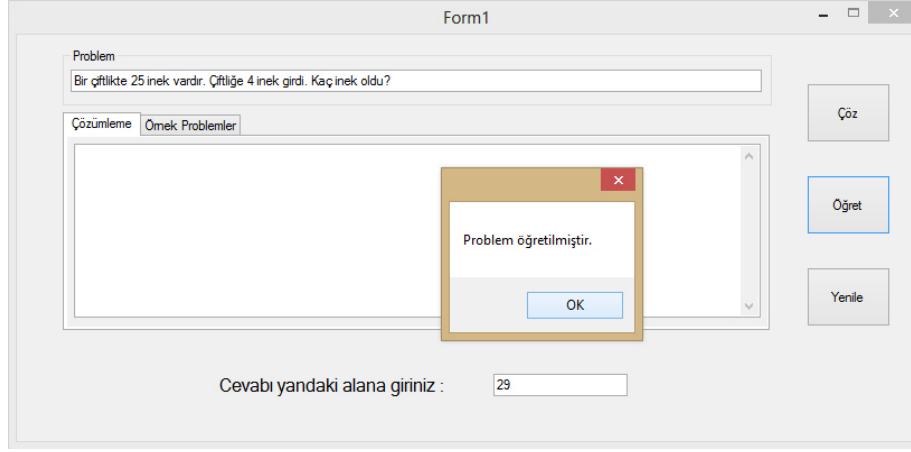 Form1
Problem
Bir çiftlikte 25 inek vardır. Çiftliğe 4 inek girdi. Kaç inek oldu?
Çözümleme Örnek Problemler
Çöz
Öğret
Problem öğretilmiştir.
OK
Yenile
Cevabı yandaki alana giriniz : 29